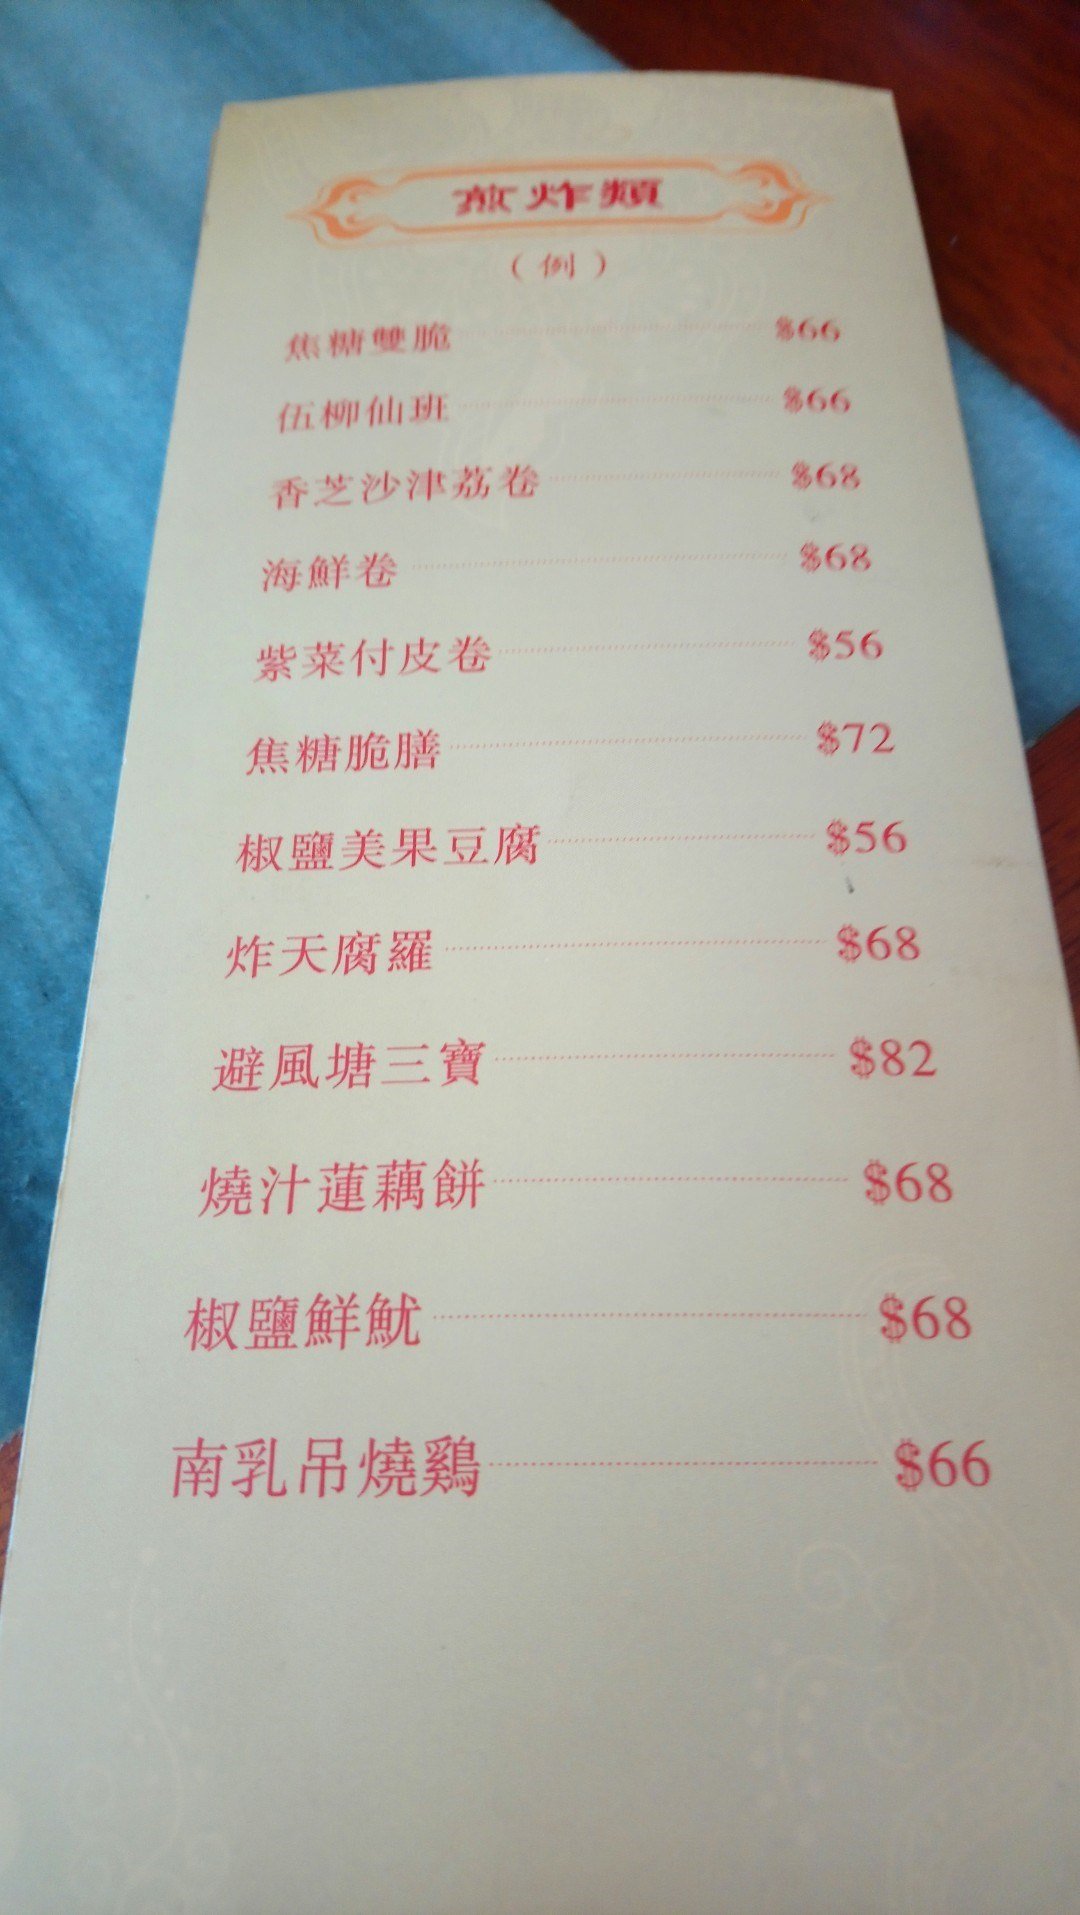 煎炸類
（例）
焦糖雙脆 $66
伍柳仙班 $66
香芝沙津荔卷 $68
海鮮卷 $68
紫菜付皮卷 $56
焦糖脆膳 $72
椒鹽美果豆腐 $56
炸天腐羅 $68
避風塘三寶 $82
燒汁蓮藕餅 $68
椒鹽鮮魷 $68
南乳吊燒鷄 $66